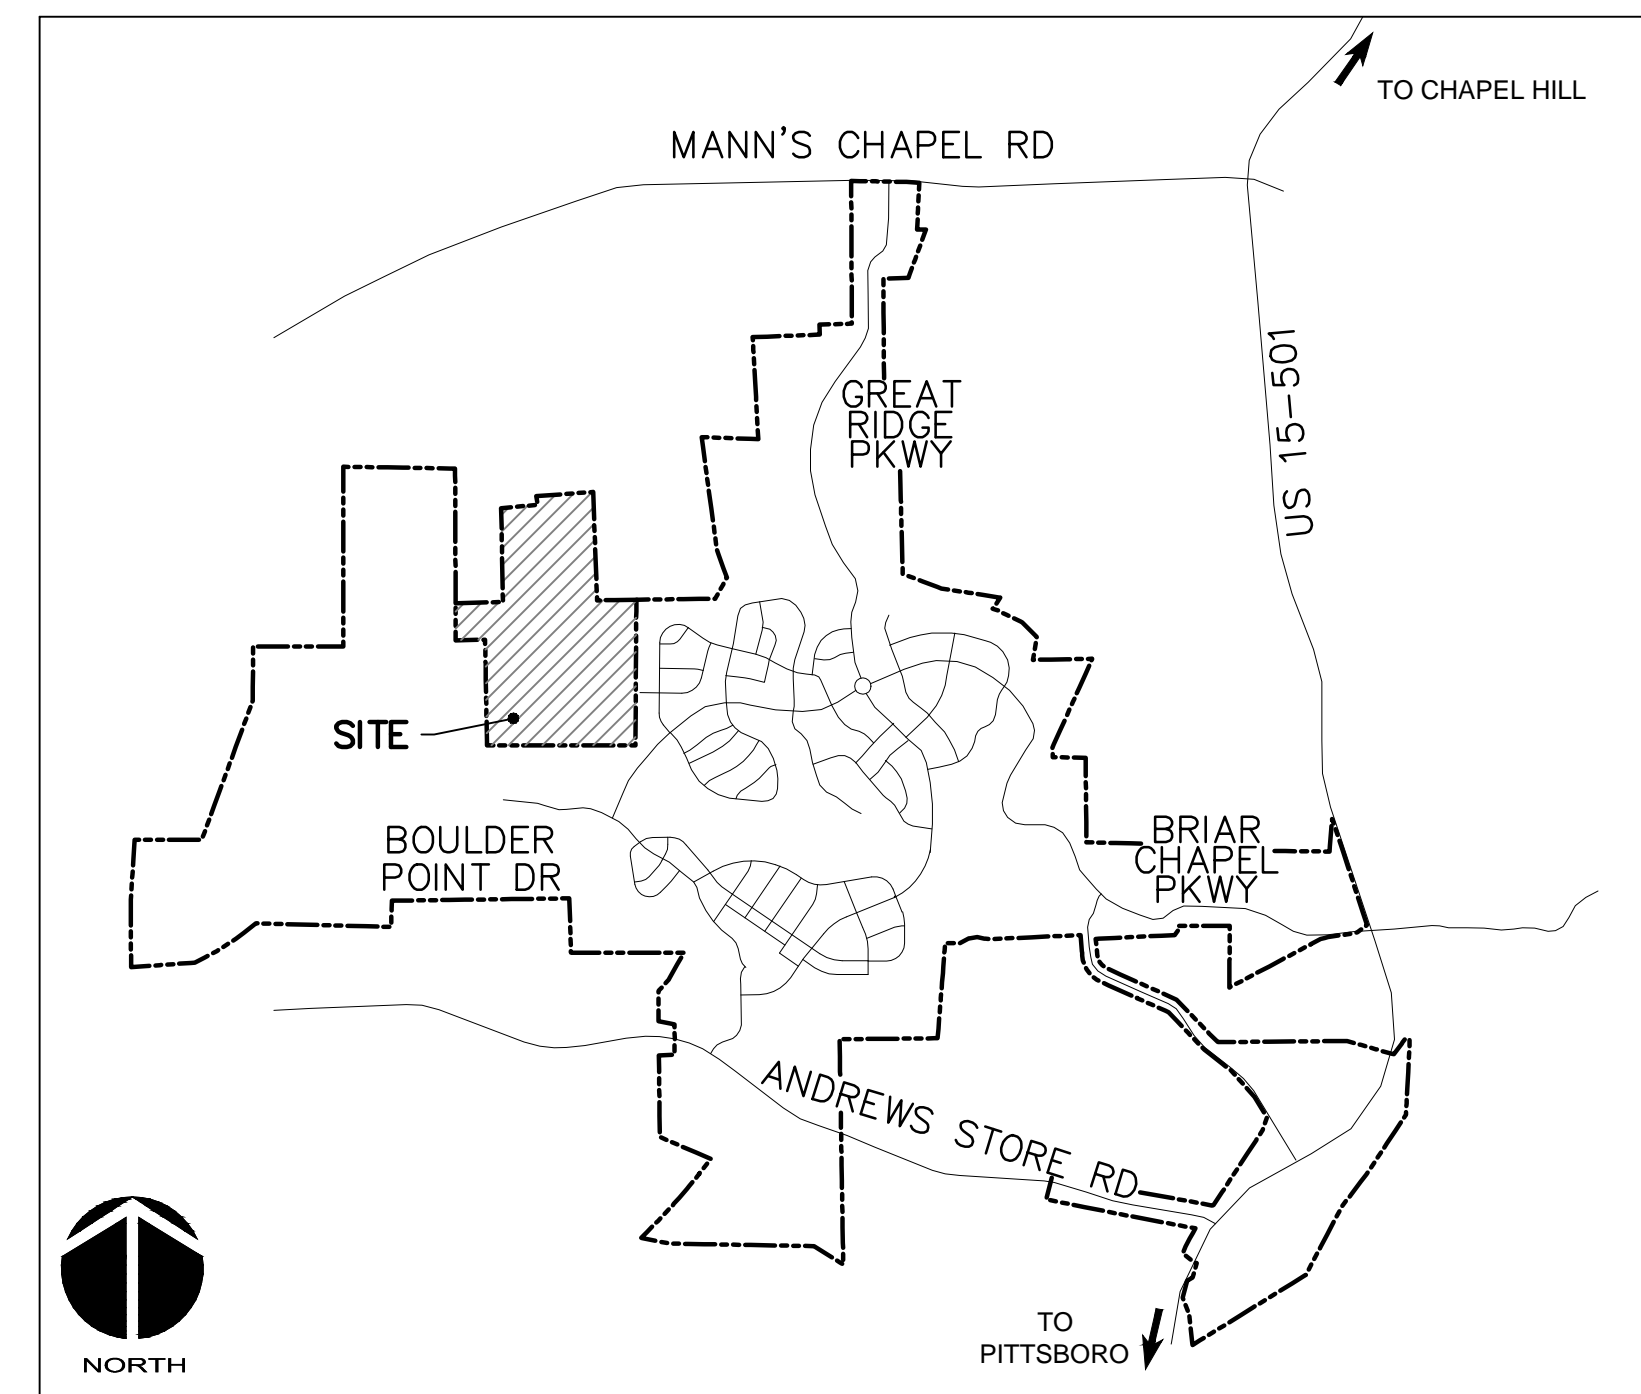 TO CHAPEL HILL
MANN'S CHAPEL RD
GREAT
RIDGE
PKWY
US 15-501
SITE
BOULDER
POINT DR
BRIAR
CHAPEL
PKWY
ANDREWS STORE RD
TO
PITTSBORO
NORTH